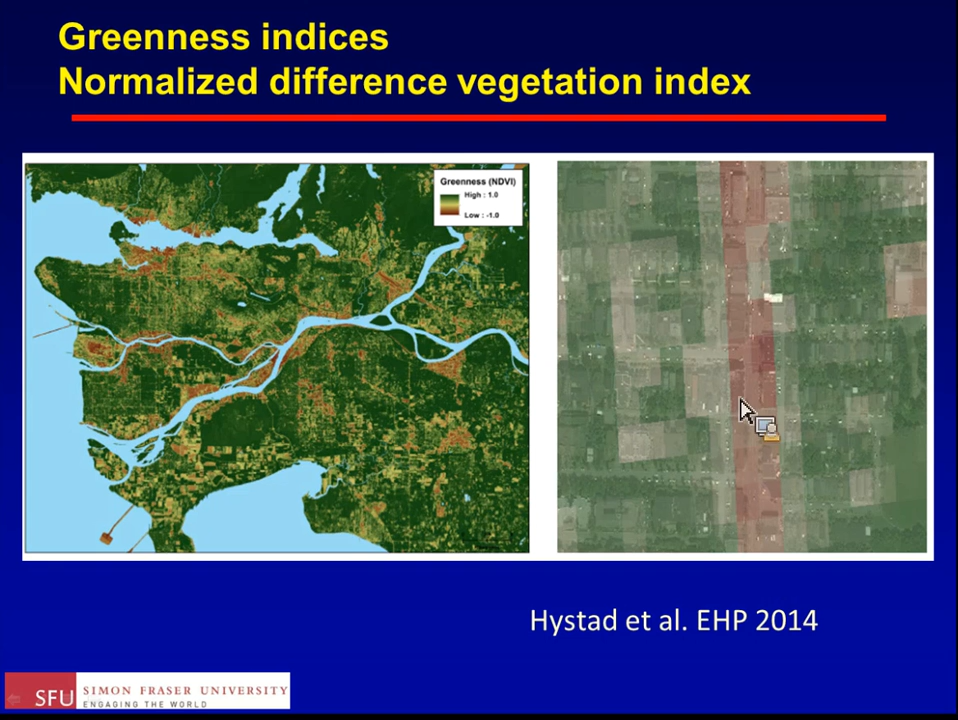 Greenness indices
Normalized difference vegetation index
Greenness (NDVI)
High : 1.0
Low : -1.0
Hystad et al. EHP 2014
SFU
SIMON FRASER UNIVERSITY
ENGAGING THE WORLD